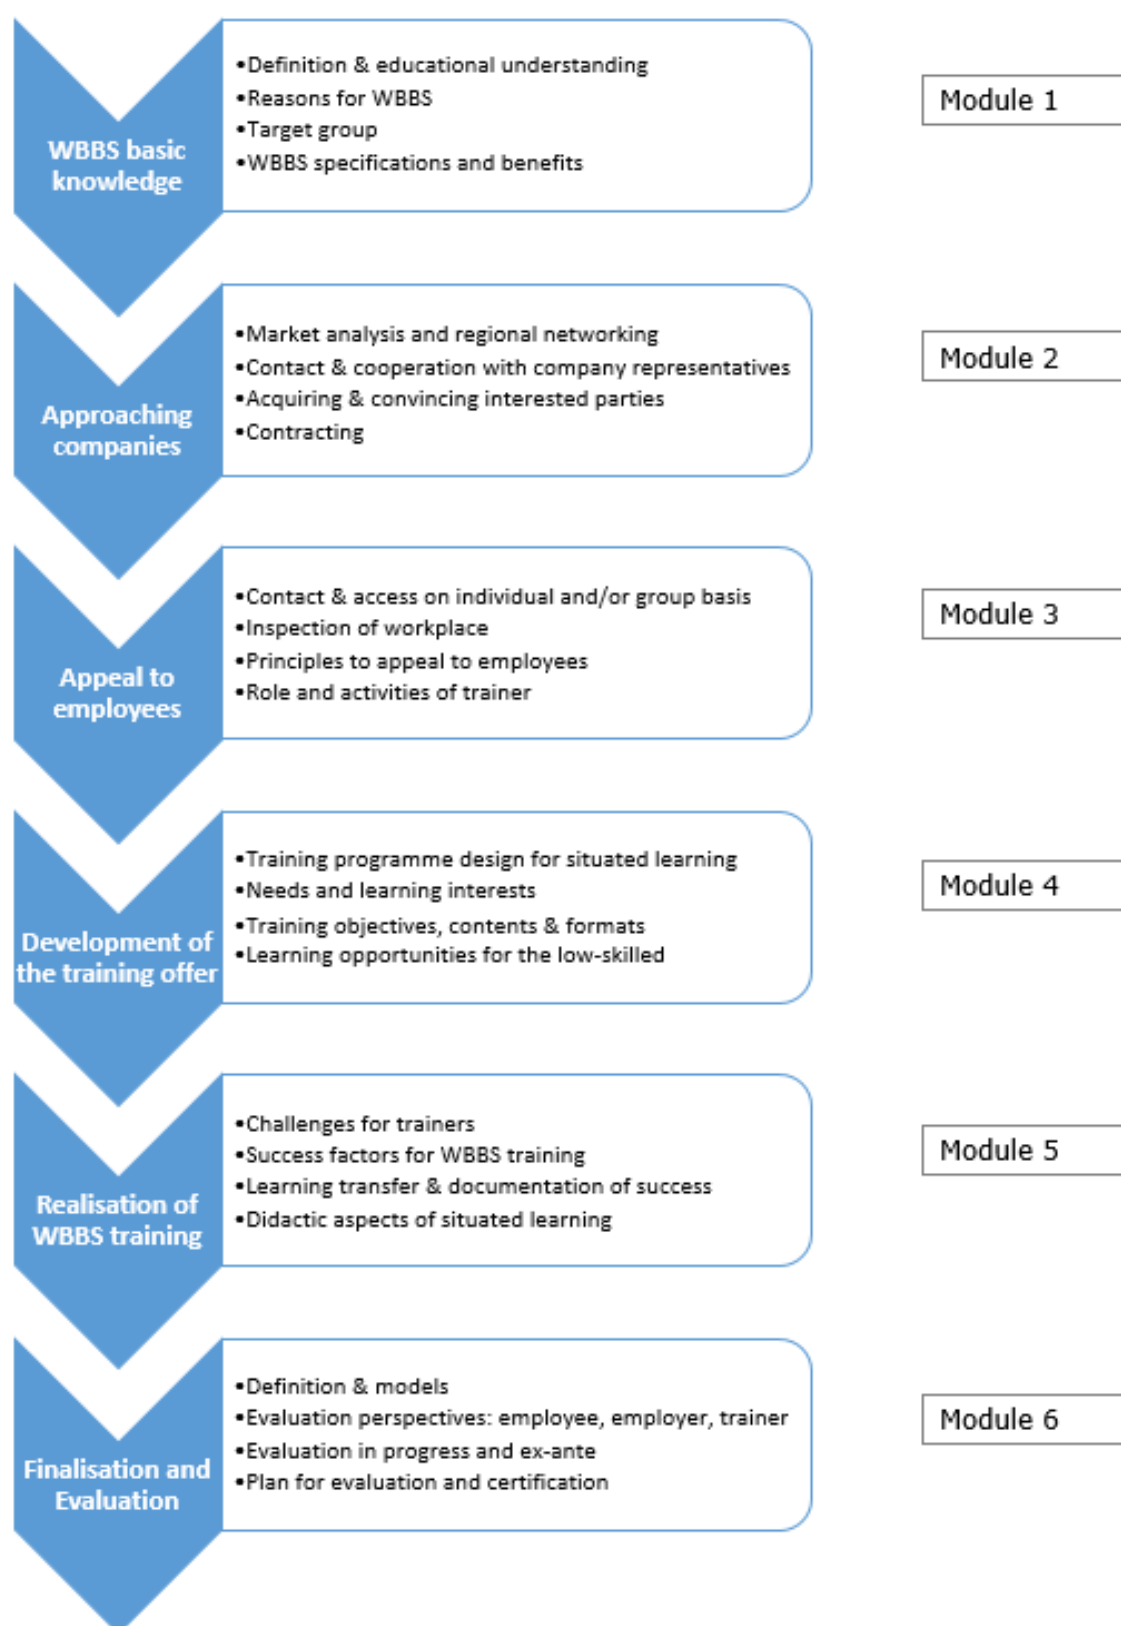 WBBS basic
knowledge
•Definition & educational understanding
•Reasons for WBBS
•Target group
•WBBS specifications and benefits
Module 1
Approaching
companies
•Market analysis and regional networking
•Contact & cooperation with company representatives
•Acquiring & convincing interested parties
•Contracting
Module 2
Appeal to
employees
•Contact & access on individual and/or group basis
•Inspection of workplace
•Principles to appeal to employees
•Role and activities of trainer
Module 3
Development of
the training offer
•Training programme design for situated learning
•Needs and learning interests
•Training objectives, contents & formats
•Learning opportunities for the low-skilled
Module 4
Realisation of
WBBS training
•Challenges for trainers
•Success factors for WBBS training
•Learning transfer & documentation of success
•Didactic aspects of situated learning
Module 5
Finalisation and
Evaluation
•Definition & models
•Evaluation perspectives: employee, employer, trainer
•Evaluation in progress and ex-ante
•Plan for evaluation and certification
Module 6